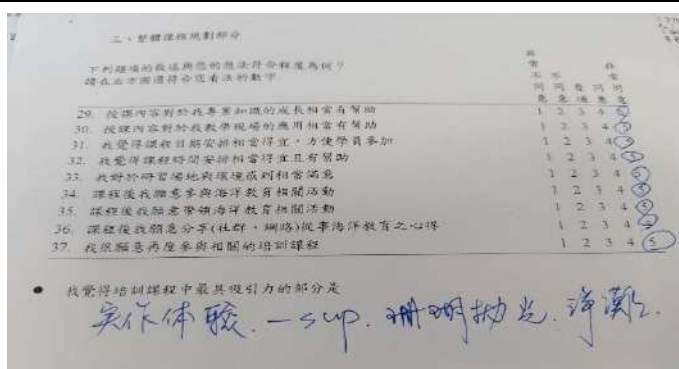 三、整體課程規劃部分
下列題項的敘述與您的想法符合程度為何?
請在右方圈選符合您看法的數字
非常不同意 不同意 普通 同意 非常同意
29. 授課內容對於我專業知識的成長相當有幫助 1 2 3 4 5
30. 授課內容對於我教學現場的應用相當有幫助 1 2 3 4 5
31. 我覺得課程日期安排相當得宜,方便學員參加 1 2 3 4 5
32. 我覺得課程時間安排相當得宜且有幫助 1 2 3 4 5
33. 我對於研習場地與環境感到相當滿意 1 2 3 4 5
34. 課程後我願意參與海洋教育相關活動 1 2 3 4 5
35. 課程後我願意帶領海洋教育相關活動 1 2 3 4 5
36. 課程後我願意分享(社群、網路)從事海洋教育之心得 1 2 3 4 5
37. 我很願意再度參與相關的培訓課程 1 2 3 4 5
● 我覺得培訓課程中最具吸引力的部分是
实作体驗. — sup. 珊瑚拋光. 淨灘.